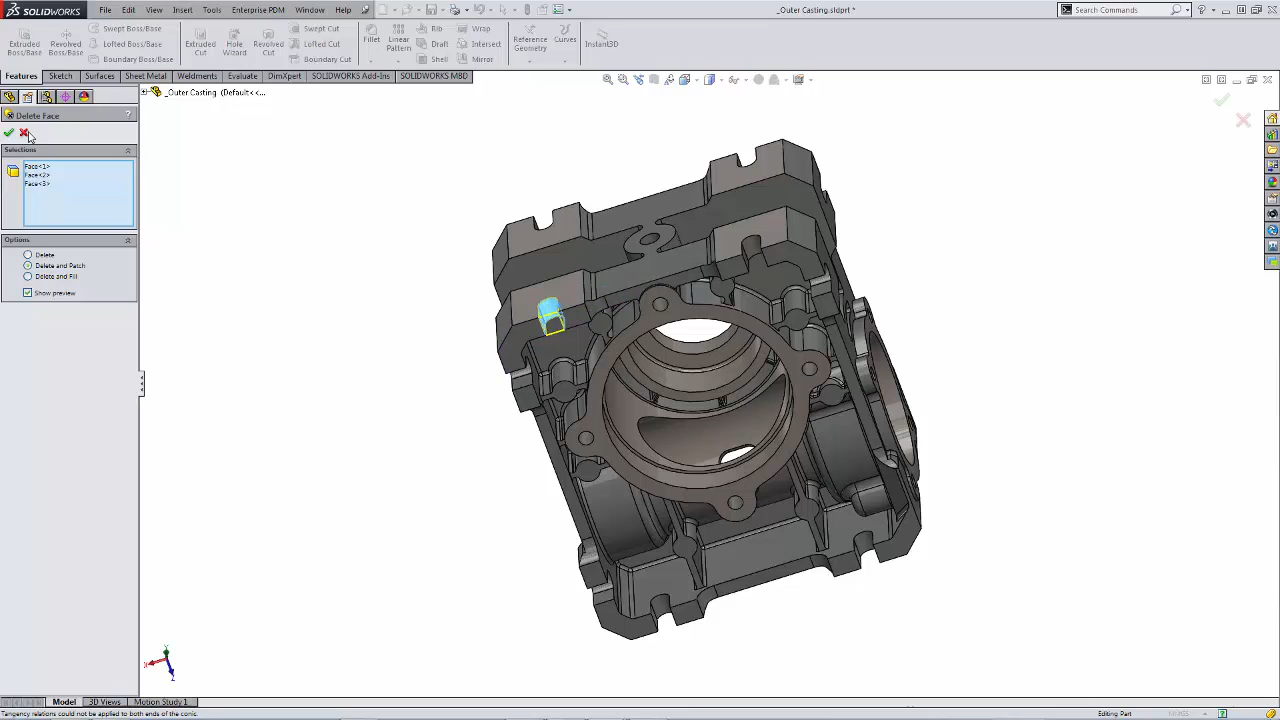 SOLIDWORKS File Edit View Insert Tools Enterprise PDM Window Help _Outer Casting.sldprt * Search Commands
Extruded Boss/Base
Revolved Boss/Base
Swept Boss/Base
Lofted Boss/Base
Boundary Boss/Base
Extruded Cut
Hole Wizard
Revolved Cut
Swept Cut
Lofted Cut
Boundary Cut
Fillet
Linear Pattern
Rib
Draft
Shell
Wrap
Intersect
Mirror
Reference Geometry
Curves
Instant3D
Features Sketch Surfaces Sheet Metal Weldments Evaluate DimXpert SOLIDWORKS Add-Ins SOLIDWORKS MBD
_Outer Casting (Default<<...
Delete Face ?
Selections
Face<1>
Face<2>
Face<3>
Options
Delete
Delete and Patch
Delete and Fill
Show preview
Model 3D Views Motion Study 1
Tangency relations could not be applied to both ends of the conic. Editing Part